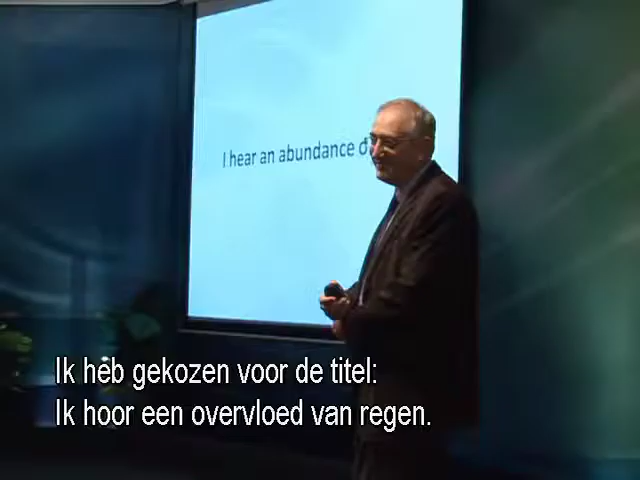 I hear an abundance
Ik heb gekozen voor de titel:
Ik hoor een overvloed van regen.